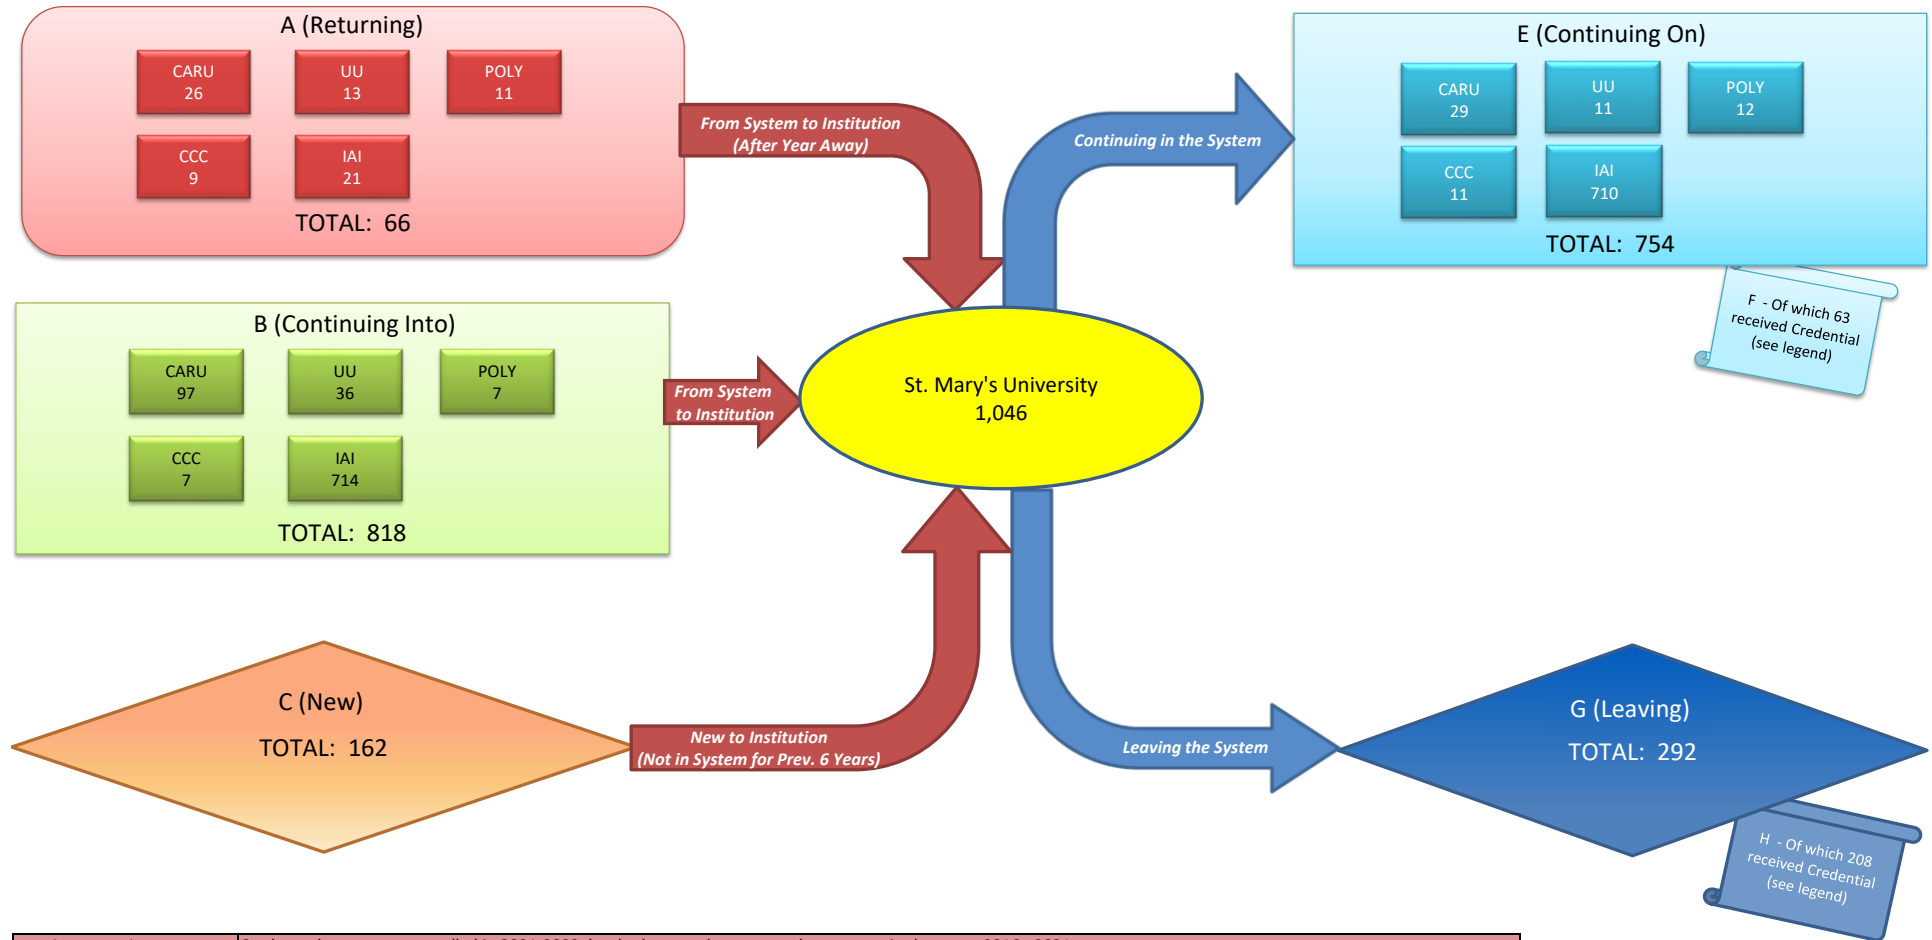 A (Returning)
CARU
26
UU
13
POLY
11
CCC
9
IAI
21
TOTAL: 66
From System to Institution
(After Year Away)
Continuing in the System
E (Continuing On)
CARU
29
UU
11
POLY
12
CCC
11
IAI
710
TOTAL: 754
F - Of which 63
received Credential
(see legend)
B (Continuing Into)
CARU
97
UU
36
POLY
7
CCC
7
IAI
714
TOTAL: 818
From System
to Institution
St. Mary's University
1,046
C (New)
TOTAL: 162
New to Institution
(Not in System for Prev. 6 Years)
Leaving the System
G (Leaving)
TOTAL: 292
H - Of which 208
received Credential
(see legend)